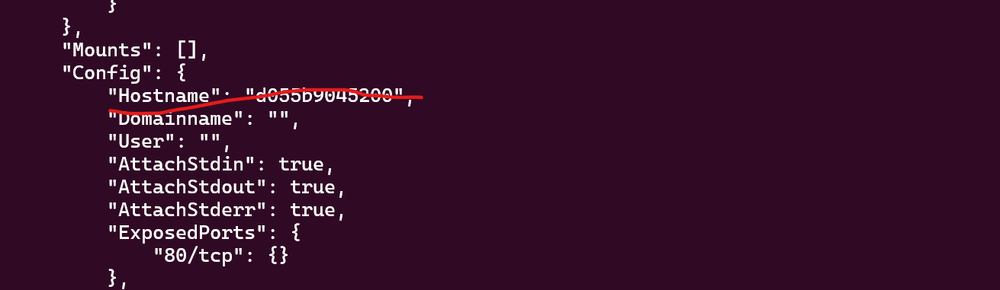 }
},
"Mounts": [],
"Config": {
"Hostname": "d055b9045200",
"Domainname": "",
"User": "",
"AttachStdin": true,
"AttachStdout": true,
"AttachStderr": true,
"ExposedPorts": {
"80/tcp": {}
},